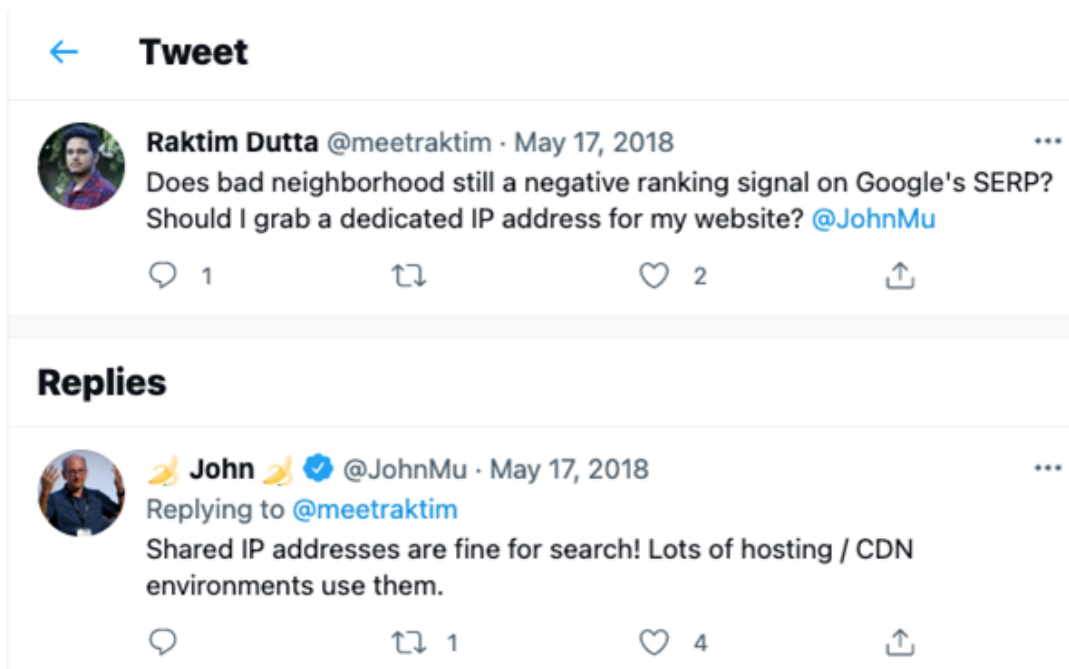 ← Tweet
Raktim Dutta @meetraktim · May 17, 2018 ···
Does bad neighborhood still a negative ranking signal on Google's SERP?
Should I grab a dedicated IP address for my website? @JohnMu
1 2
Replies
🍌 John 🍌 @JohnMu · May 17, 2018 ···
Replying to @meetraktim
Shared IP addresses are fine for search! Lots of hosting / CDN
environments use them.
1 4